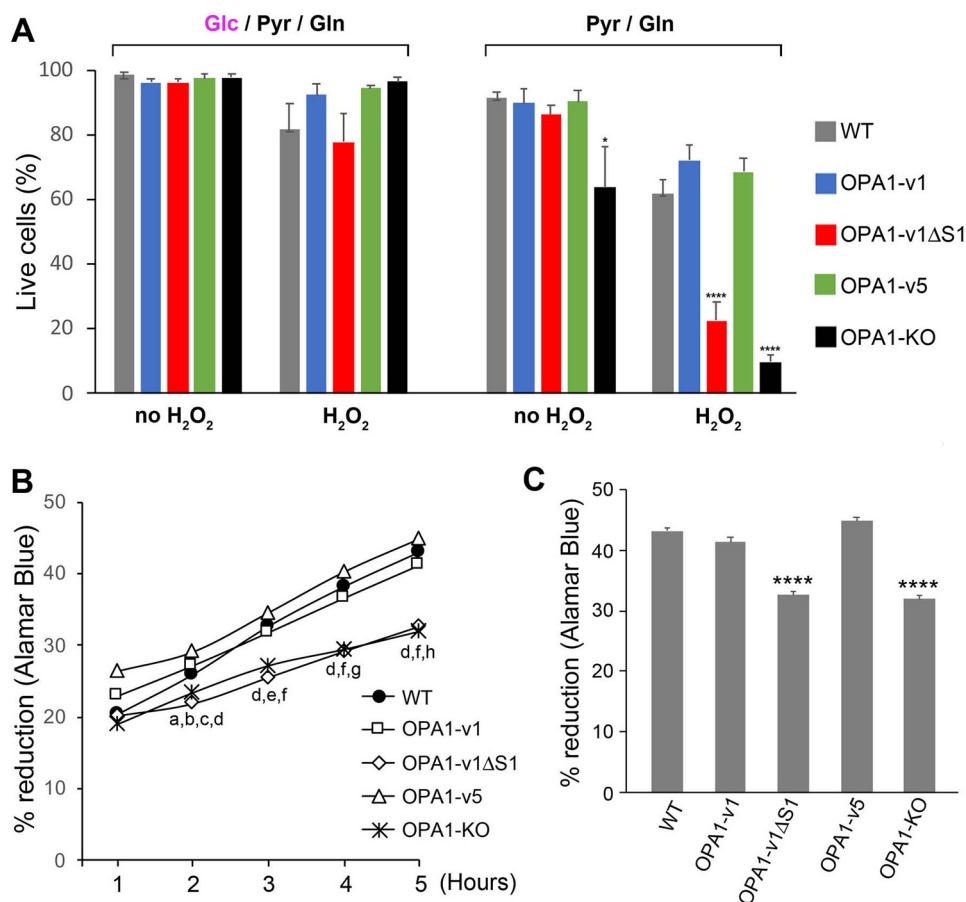 A
Glc / Pyr / Gln
Pyr / Gln
Live cells (%)
100
80
60
40
20
0
*
****
****
no H₂O₂
H₂O₂
no H₂O₂
H₂O₂
WT
OPA1-v1
OPA1-v1ΔS1
OPA1-v5
OPA1-KO
B
% reduction (Alamar Blue)
50
40
30
20
10
0
a,b,c,d
d,e,f
d,f,g
d,f,h
WT
OPA1-v1
OPA1-v1ΔS1
OPA1-v5
OPA1-KO
1 2 3 4 5 (Hours)
C
% reduction (Alamar Blue)
50
40
30
20
10
0
****
****
WT
OPA1-v1
OPA1-v1ΔS1
OPA1-v5
OPA1-KO